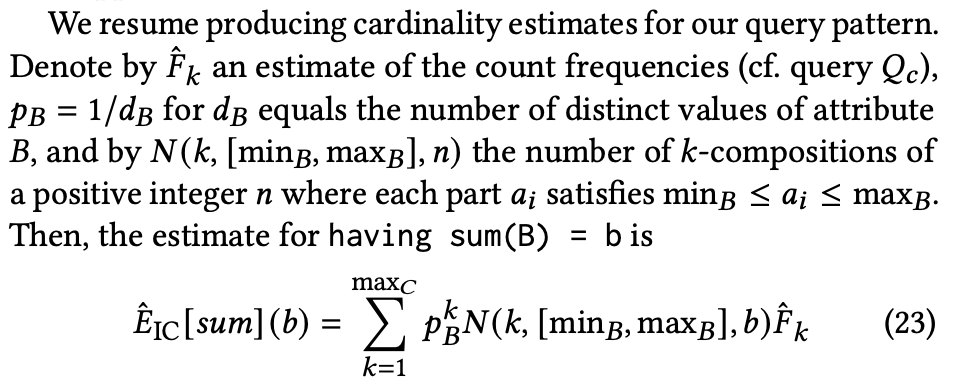 We resume producing cardinality estimates for our query pattern.
Denote by F̂ₖ an estimate of the count frequencies (cf. query Q_c),
p_B = 1/d_B for d_B equals the number of distinct values of attribute
B, and by N(k, [min_B, max_B], n) the number of k-compositions of
a positive integer n where each part a_i satisfies min_B ≤ a_i ≤ max_B.
Then, the estimate for having sum(B) = b is
Ê_IC[sum](b) = ∑_{k=1}^{max_C} p_B^k N(k, [min_B, max_B], b) F̂ₖ (23)